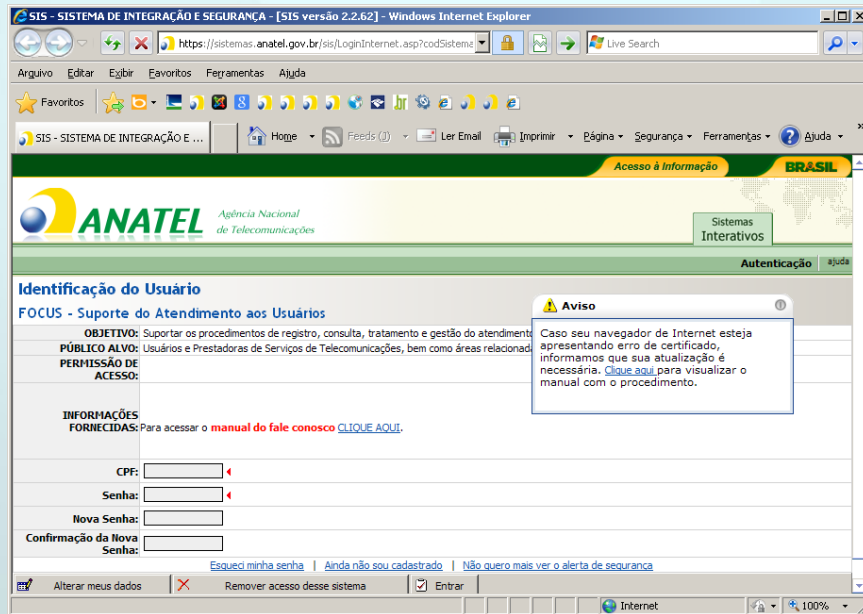 SIS - SISTEMA DE INTEGRAÇÃO E SEGURANÇA - [SIS versão 2.2.62] - Windows Internet Explorer
https://sistemas.anatel.gov.br/sis/LoginInternet.asp?codSistema
Live Search
Arquivo Editar Exibir Favoritos Ferramentas Ajuda
Favoritos
SIS - SISTEMA DE INTEGRAÇÃO E ... Home Feeds (J) Ler Email Imprimir Página Segurança Ferramentas Ajuda
Acesso à Informação BRASIL
ANATEL Agência Nacional
de Telecomunicações
Sistemas
Interativos
Autenticação ajuda
Identificação do Usuário
FOCUS - Suporte do Atendimento aos Usuários
Aviso
Caso seu navegador de Internet esteja
apresentando erro de certificado,
informamos que sua atualização é
necessária. Clique aqui para visualizar o
manual com o procedimento.
OBJETIVO: Suportar os procedimentos de registro, consulta, tratamento e gestão do atendimento
PÚBLICO ALVO: Usuários e Prestadoras de Serviços de Telecomunicações, bem como áreas relacionad
PERMISSÃO DE
ACESSO:
INFORMAÇÕES
FORNECIDAS: Para acessar o manual do fale conosco CLIQUE AQUI.
CPF:
Senha:
Nova Senha:
Confirmação da Nova
Senha:
Esqueci minha senha | Ainda não sou cadastrado | Não quero mais ver o alerta de segurança
Alterar meus dados Remover acesso desse sistema Entrar
Internet 100%